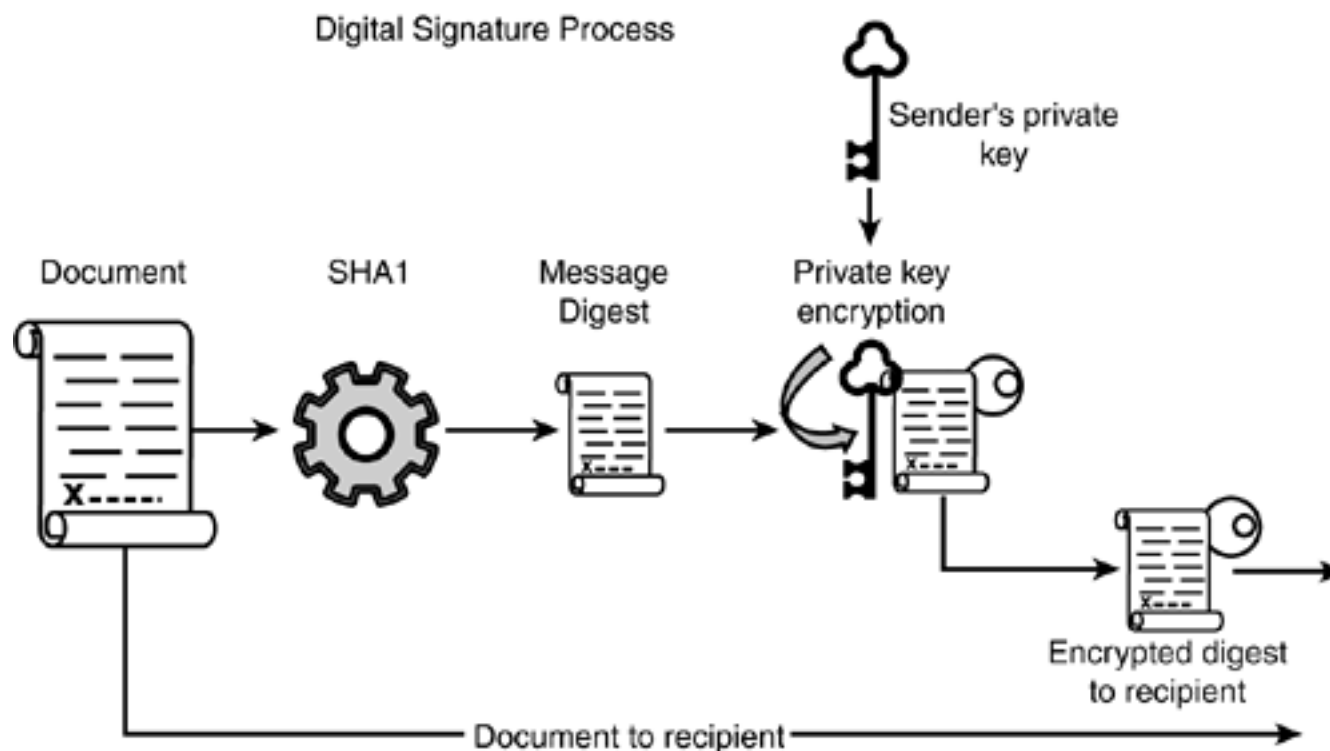 Digital Signature Process
Sender's private
key
Document
SHA1
Message
Digest
Private key
encryption
X
X
X
X
Encrypted digest
to recipient
Document to recipient